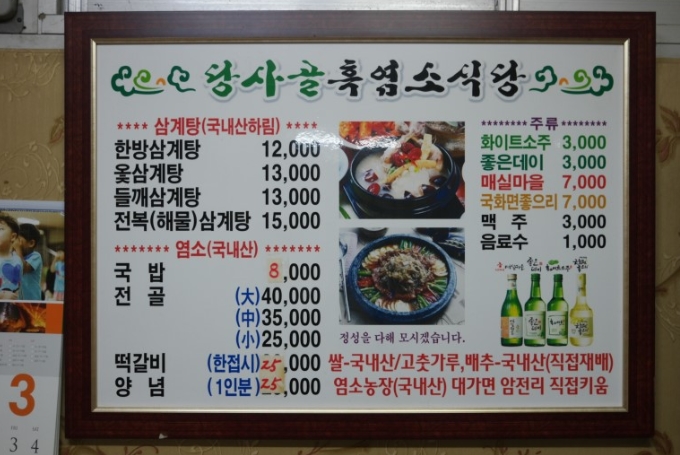 당사골흑염소식당
**** 삼계탕(국내산하림) ****
한방삼계탕 12,000
옻삼계탕 13,000
들깨삼계탕 13,000
전복(해물)삼계탕 15,000
******* 염소(국내산) *******
국 밥 8,000
전 골 (大)40,000
(中)35,000
(小)25,000
떡갈비 (한접시)25,000
양 념 (1인분)25,000
******** 주류 ********
화이트소주 3,000
좋은데이 3,000
매실마을 7,000
국화면좋으리 7,000
맥 주 3,000
음료수 1,000
정성을 다해 모시겠습니다.
쌀-국내산/고춧가루,배추-국내산(직접재배)
염소농장(국내산) 대가면 암전리 직접키움
3
3 4